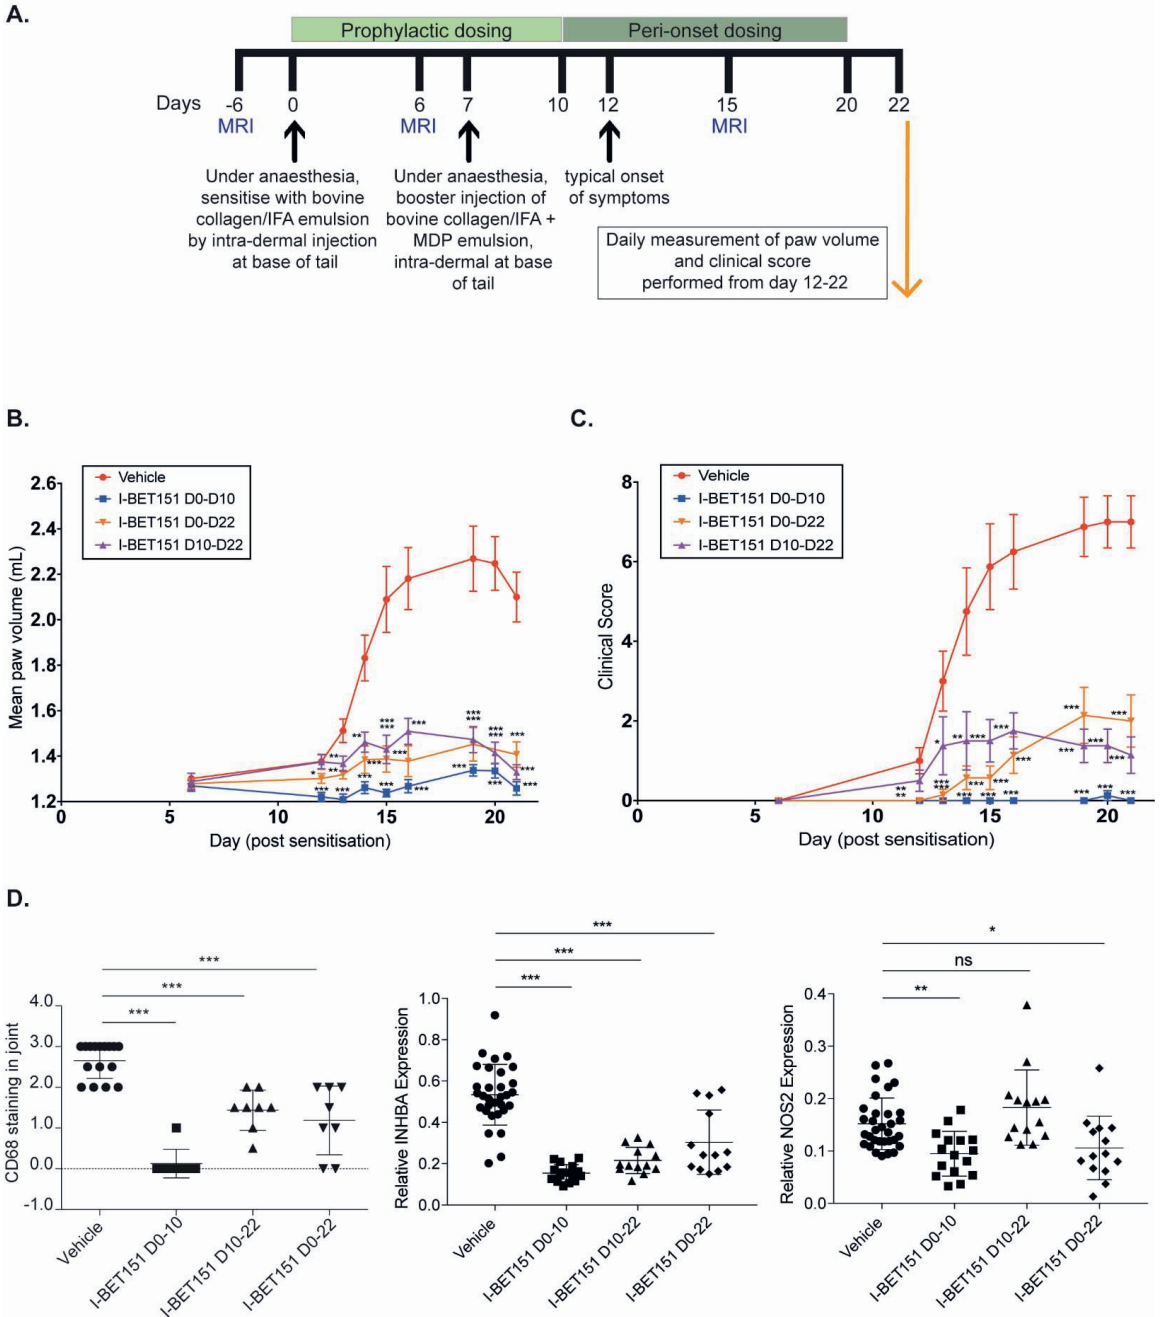 A.
Prophylactic dosing
Peri-onset dosing
Days
-6
0
6
7
10
12
15
20
22
MRI
MRI
MRI
Under anaesthesia,
sensitise with bovine
collagen/IFA emulsion
by intra-dermal injection
at base of tail
Under anaesthesia,
booster injection of
bovine collagen/IFA +
MDP emulsion,
intra-dermal at base
of tail
typical onset
of symptoms
Daily measurement of paw volume
and clinical score
performed from day 12-22
B.
Vehicle
I-BET151 D0-D10
I-BET151 D0-D22
I-BET151 D10-D22
Mean paw volume (mL)
2.6
2.4
2.2
2.0
1.8
1.6
1.4
1.2
0
5
10
15
20
Day (post sensitisation)
C.
Vehicle
I-BET151 D0-D10
I-BET151 D0-D22
I-BET151 D10-D22
Clinical Score
8
6
4
2
0
0
5
10
15
20
Day (post sensitisation)
D.
CD68 staining in joint
4.0
3.0
2.0
1.0
0.0
-1.0
***
***
***
Vehicle
I-BET151 D0-10
I-BET151 D10-22
I-BET151 D0-22
Relative INHBA Expression
1.0
0.8
0.6
0.4
0.2
0.0
***
***
***
Vehicle
I-BET151 D0-10
I-BET151 D10-22
I-BET151 D0-22
Relative NOS2 Expression
0.4
0.3
0.2
0.1
0.0
*
ns
**
Vehicle
I-BET151 D0-10
I-BET151 D10-22
I-BET151 D0-22